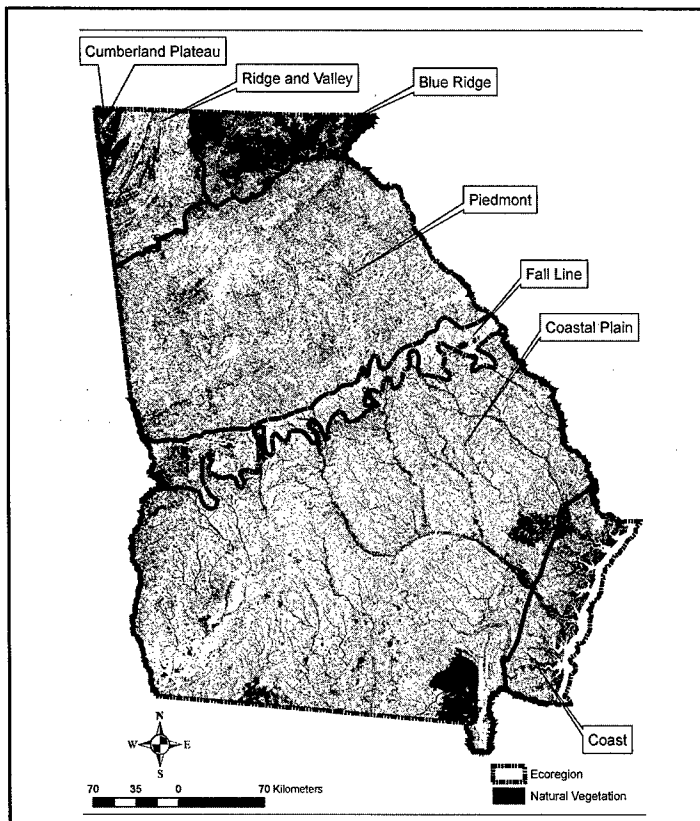 Cumberland Plateau
Ridge and Valley
Blue Ridge
Piedmont
Fall Line
Coastal Plain
Coast
N
W E
S
70 35 0 70 Kilometers
Ecoregion
Natural Vegetation